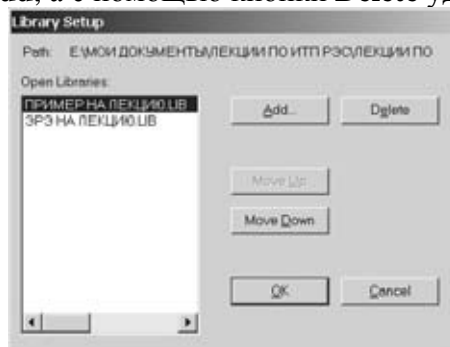 Add, а с помощью кнопки Delete уд
Library Setup
Path: E:\МОИ ДОКУМЕНТЫ\ЛЕКЦИИ ПО ИТП РЭС\ЛЕКЦИИ ПО
Open Libraries:
ПРИМЕР НА ЛЕКЦИЮ.LIB
ЭРЭ НА ЛЕКЦИЮ.LIB
Add...
Delete
Move Up
Move Down
OK
Cancel